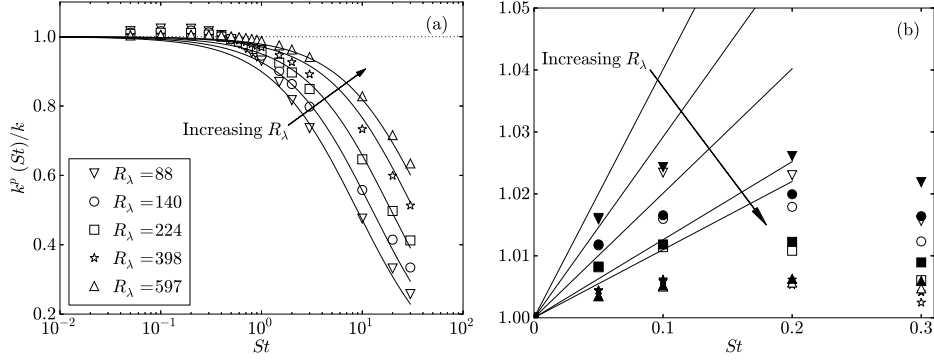 (a)
1.0
0.8
0.6
0.4
0.2
k^p (St)/k
Increasing R_λ
R_λ =88
R_λ =140
R_λ =224
R_λ =398
R_λ =597
10^−2
10^−1
10^0
10^1
10^2
St
(b)
1.05
1.04
1.03
1.02
1.01
1.00
Increasing R_λ
0.1
0.2
0.3
St